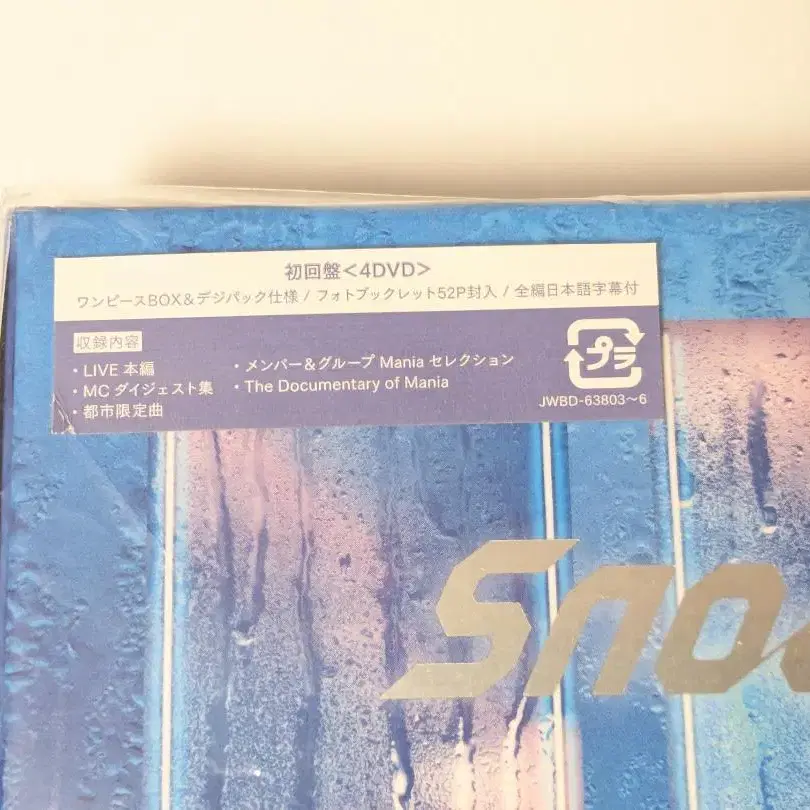 初回盤<4DVD>
ワンピースBOX&デジパック仕様 / フォトブックレット52P封入 / 全編日本語字幕付
収録内容
・LIVE 本編
・MC ダイジェスト集
・都市限定曲
・メンバー&グループ Mania セレクション
・The Documentary of Mania
プラ
JWBD-63803~6
Sno